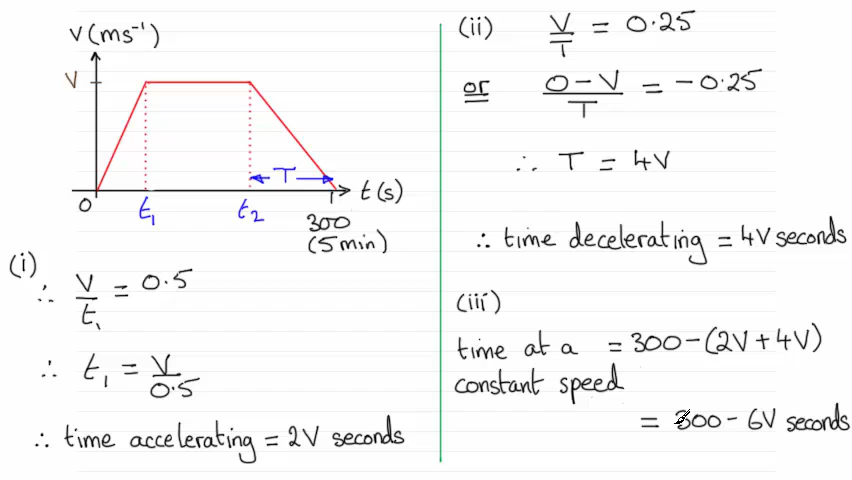 V(ms⁻¹)
V
T
t(s)
0
t₁
t₂
300
(5 min)
(i)
∴ V/t₁ = 0.5
∴ t₁ = V/0.5
∴ time accelerating = 2V seconds
(ii)
V/T = 0.25
or (0-V)/T = -0.25
∴ T = 4V
∴ time decelerating = 4V seconds
(iii)
time at a = 300-(2V+4V)
constant speed
= 300 - 6V seconds